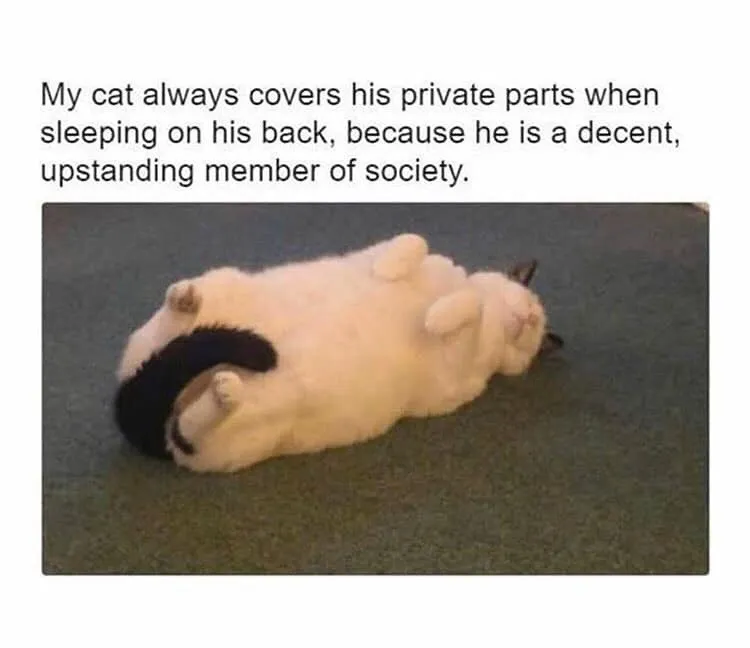 My cat always covers his private parts when
sleeping on his back, because he is a decent,
upstanding member of society.